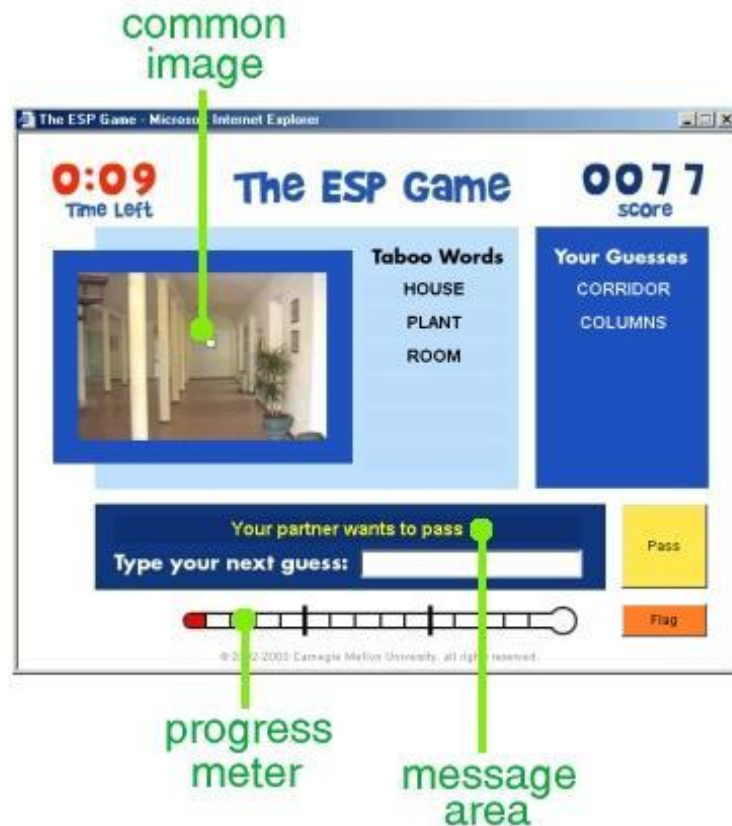 common
image
The ESP Game - Microsoft Internet Explorer
0:09
Time Left
The ESP Game
0077
score
Taboo Words
HOUSE
PLANT
ROOM
Your Guesses
CORRIDOR
COLUMNS
Your partner wants to pass
Type your next guess:
Pass
Flag
© 2002-2003 Carnegie Mellon University, all rights reserved.
progress
meter
message
area